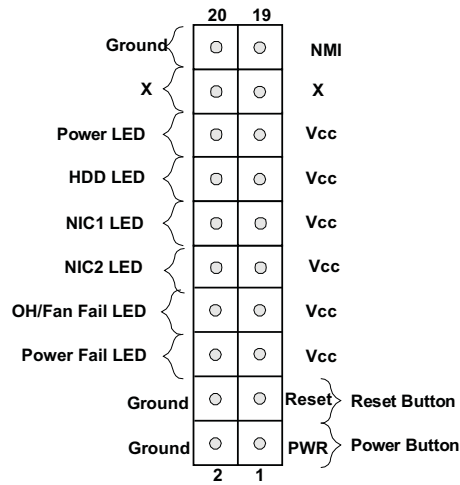 20 19
Ground NMI
X X
Power LED Vcc
HDD LED Vcc
NIC1 LED Vcc
NIC2 LED Vcc
OH/Fan Fail LED Vcc
Power Fail LED Vcc
Ground Reset Reset Button
Ground PWR Power Button
2 1